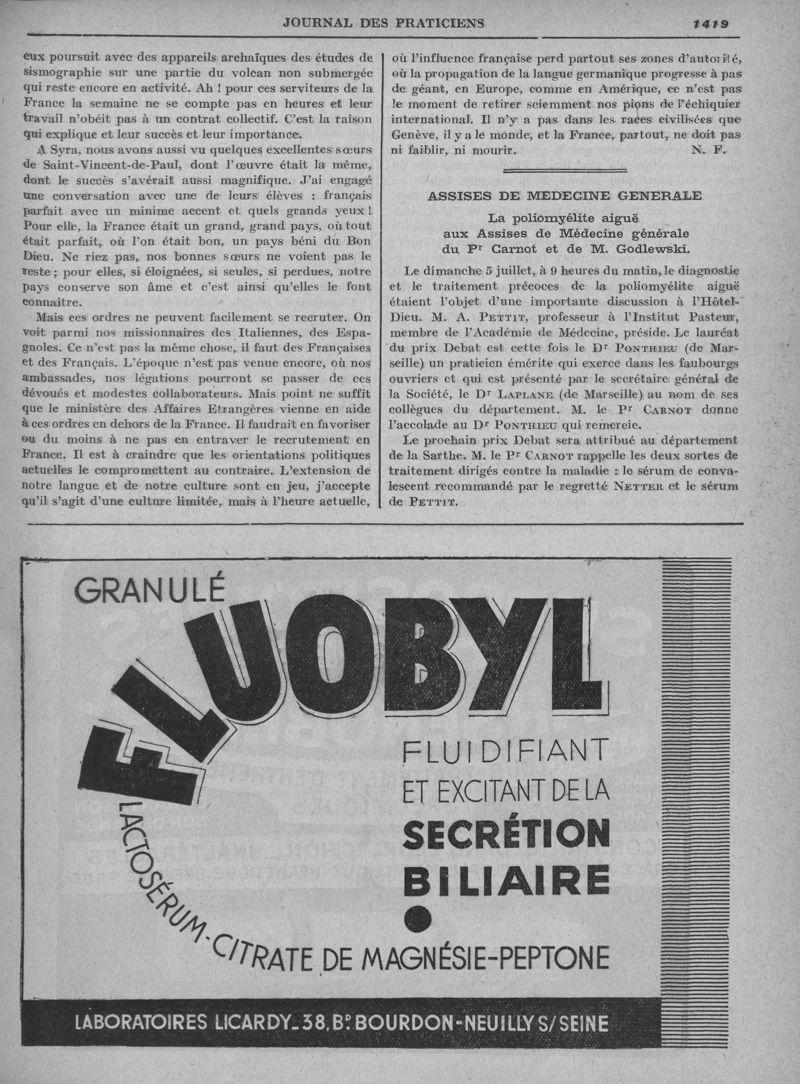 JOURNAL DES PRATICIENS 1419
eux poursuit avec des appareils archaïques des études de
sismographie sur une partie du volcan non submergée
qui reste encore en activité. Ah ! pour ces serviteurs de la
France la semaine ne se compte pas en heures et leur
travail n'obéit pas à un contrat collectif. C'est la raison
qui explique et leur succès et leur importance.
A Syra, nous avons aussi vu quelques excellentes sœurs
de Saint-Vincent-de-Paul, dont l'œuvre était la même,
dont le succès s'avérait aussi magnifique. J'ai engagé
une conversation avec une de leurs élèves : français
parfait avec un minime accent et quels grands yeux !
Pour elle, la France était un grand, grand pays, où tout
était parfait, où l'on était bon, un pays béni du Bon
Dieu. Ne riez pas, nos bonnes sœurs ne voient pas le
reste ; pour elles, si éloignées, si seules, si perdues, notre
pays conserve son âme et c'est ainsi qu'elles le font
connaître.
Mais ces ordres ne peuvent facilement se recruter. On
voit parmi nos missionnaires des Italiennes, des Espa-
gnoles. Ce n'est pas la même chose, il faut des Françaises
et des Français. L'époque n'est pas venue encore, où nos
ambassades, nos légations pourront se passer de ces
dévoués et modestes collaborateurs. Mais point ne suffit
que le ministère des Affaires Etrangères vienne en aide
à ces ordres en dehors de la France. Il faudrait en favoriser
ou du moins à ne pas en entraver le recrutement en
France. Il est à craindre que les orientations politiques
actuelles le compromettent au contraire. L'extension de
notre langue et de notre culture sont en jeu, j'accepte
qu'il s'agit d'une culture limitée, mais à l'heure actuelle,
où l'influence française perd partout ses zones d'autorité,
où la propagation de la langue germanique progresse à pas
de géant, en Europe, comme en Amérique, ce n'est pas
le moment de retirer sciemment nos pions de l'échiquier
international. Il n'y a pas dans les races civilisées que
Genève, il y a le monde, et la France, partout, ne doit pas
ni faiblir, ni mourir. N. F.
ASSISES DE MEDECINE GENERALE
La poliomyélite aiguë
aux Assises de Médecine générale
du Pr Carnot et de M. Godlewski.
Le dimanche 5 juillet, à 9 heures du matin, le diagnostic
et le traitement précoces de la poliomyélite aiguë
étaient l'objet d'une importante discussion à l'Hôtel-
Dieu. M. A. PETTIT, professeur à l'Institut Pasteur,
membre de l'Académie de Médecine, préside. Le lauréat
du prix Debat est cette fois le Dr PONTHIEU (de Mar-
seille) un praticien émérite qui exerce dans les faubourgs
ouvriers et qui est présenté par le secrétaire général de
la Société, le Dr LAPLANE (de Marseille) au nom de ses
collègues du département. M. le Pr CARNOT donne
l'accolade au Dr PONTHIEU qui remercie.
Le prochain prix Debat sera attribué au département
de la Sarthe. M. le Pr CARNOT rappelle les deux sortes de
traitement dirigés contre la maladie : le sérum de conva-
lescent recommandé par le regretté NETTER et le sérum
de PETTIT.
GRANULÉ
FLUOBYL
FLUIDIFIANT
ET EXCITANT DE LA
SECRÉTION
BILIAIRE
LACTOSÉRUM-CITRATE DE MAGNÉSIE-PEPTONE
LABORATOIRES LICARDY_38, Bd BOURDON-NEUILLY S/SEINE